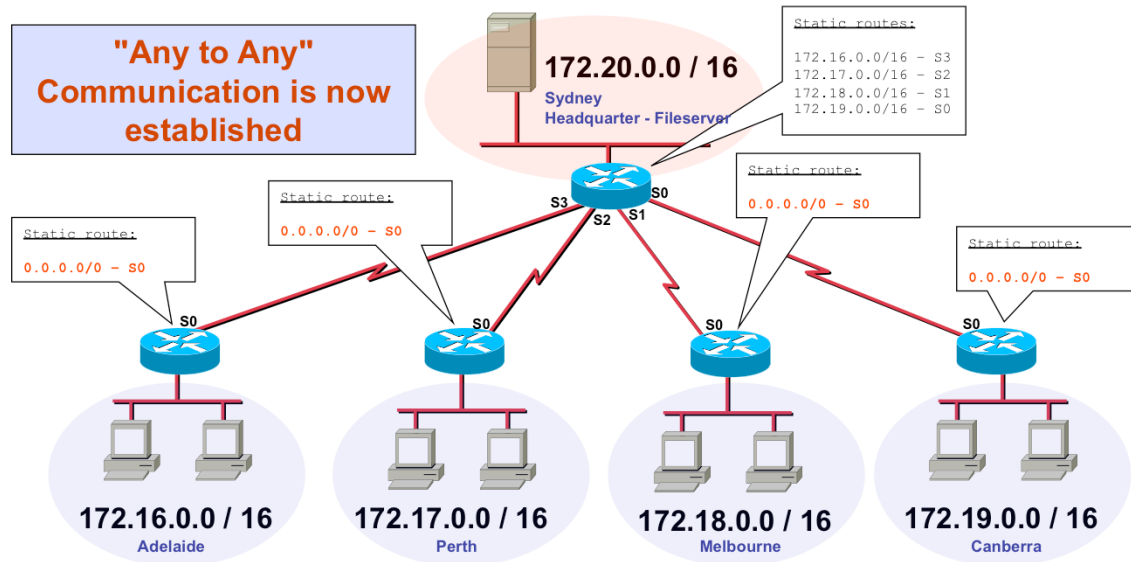 "Any to Any"
Communication is now
established
172.20.0.0 / 16
Sydney
Headquarter - Fileserver
Static routes:
172.16.0.0/16 – S3
172.17.0.0/16 – S2
172.18.0.0/16 – S1
172.19.0.0/16 – S0
S3
S2
S1
S0
Static route:
0.0.0.0/0 – S0
Static route:
0.0.0.0/0 – S0
Static route:
0.0.0.0/0 – S0
Static route:
0.0.0.0/0 – S0
S0
S0
S0
S0
172.16.0.0 / 16
Adelaide
172.17.0.0 / 16
Perth
172.18.0.0 / 16
Melbourne
172.19.0.0 / 16
Canberra